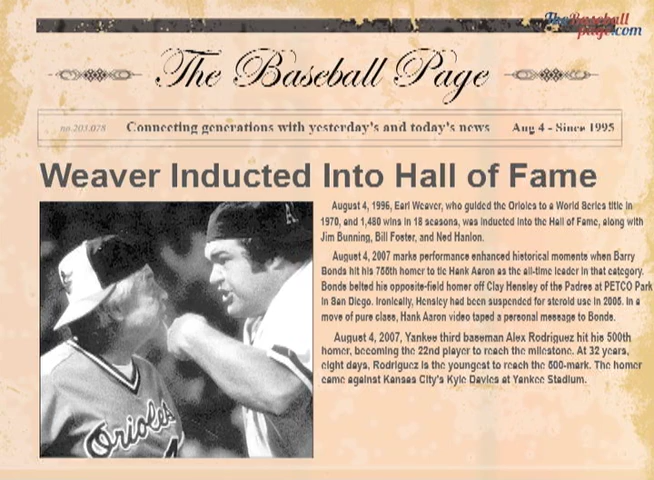 TheBaseball
page.com
The Baseball Page
no.203.078 Connecting generations with yesterday's and today's news Aug 4 - Since 1995
Weaver Inducted Into Hall of Fame
August 4, 1996, Earl Weaver, who guided the Orioles to a World Series title in
1970, and 1,480 wins in 18 seasons, was inducted into the Hall of Fame, along with
Jim Bunning, Bill Foster, and Ned Hanlon.
August 4, 2007 marks performance enhanced historical moments when Barry
Bonds hit his 755th homer to tie Hank Aaron as the all-time leader in that category.
Bonds belted his opposite-field homer off Clay Hensley of the Padres at PETCO Park
in San Diego. Ironically, Hensley had been suspended for steroid use in 2005. In a
move of pure class, Hank Aaron video taped a personal message to Bonds.
August 4, 2007, Yankee third baseman Alex Rodriguez hit his 500th
homer, becoming the 22nd player to reach the milestone. At 32 years,
eight days, Rodriguez is the youngest to reach the 500-mark. The homer
came against Kansas City's Kyle Davies at Yankee Stadium.
A
Orioles
4